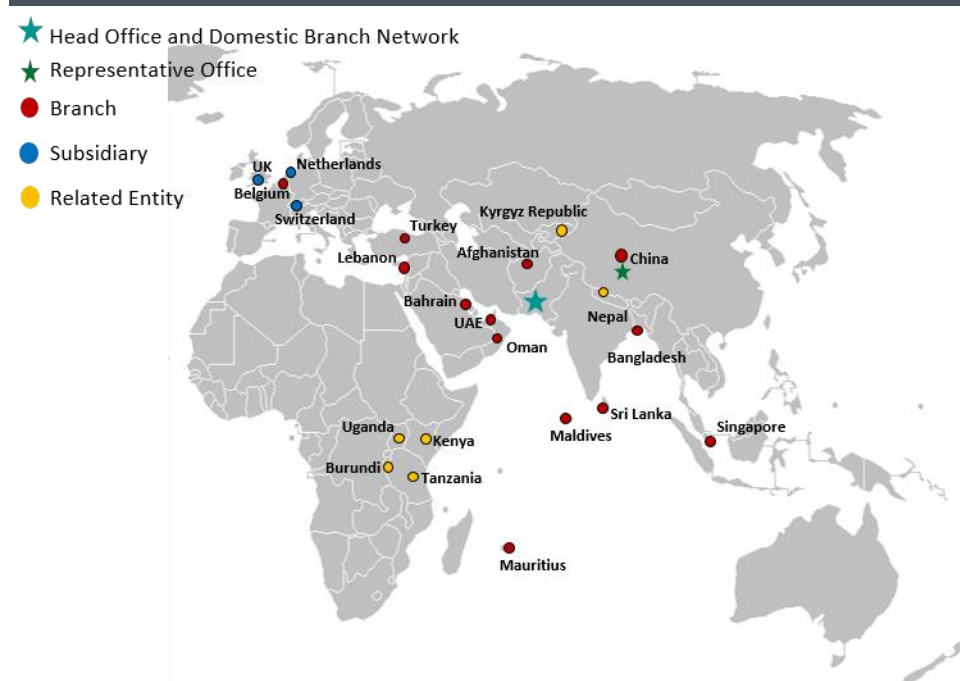 Head Office and Domestic Branch Network
Representative Office
Branch
Subsidiary
Related Entity
UK
Netherlands
Belgium
Switzerland
Turkey
Lebanon
Kyrgyz Republic
Afghanistan
China
Bahrain
UAE
Oman
Nepal
Bangladesh
Sri Lanka
Maldives
Singapore
Uganda
Kenya
Burundi
Tanzania
Mauritius